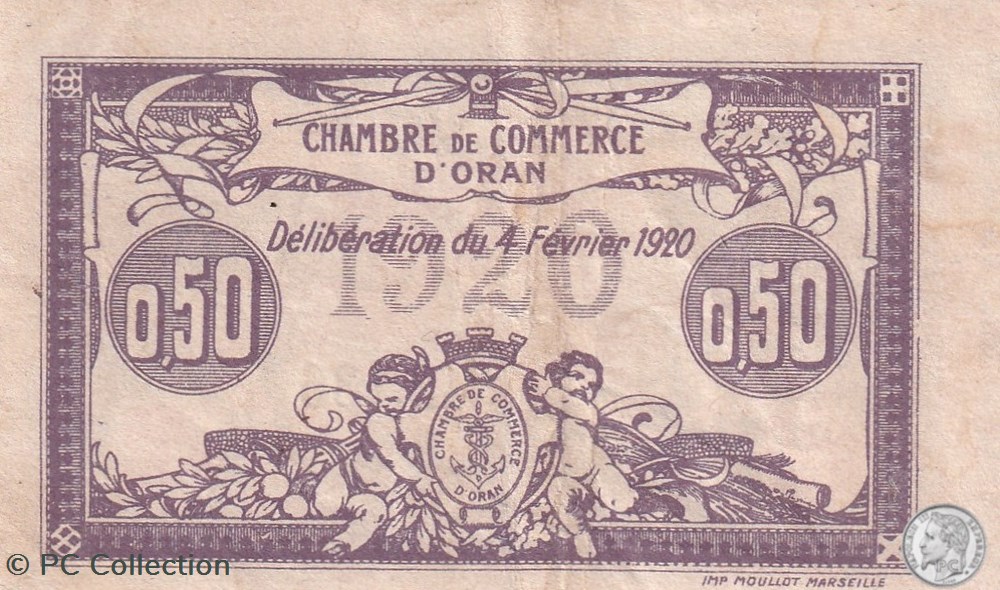 CHAMBRE DE COMMERCE
D'ORAN
Délibération du 4 Février 1920
1920
0,50
0,50
CHAMBRE DE COMMERCE
D'ORAN
IMP MOULLOT MARSEILLE
© PC Collection
PC